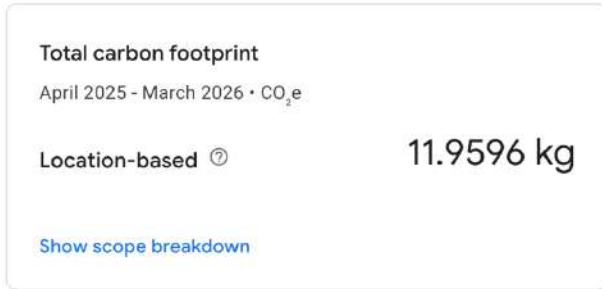 Total carbon footprint
April 2025 - March 2026 • CO₂e
Location-based
11.9596 kg
Show scope breakdown